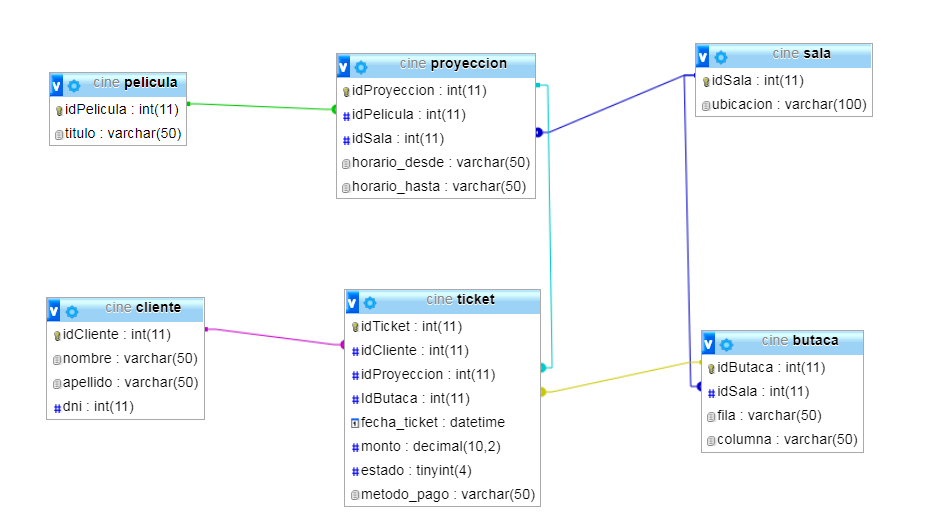 cine pelicula
idPelicula : int(11)
titulo : varchar(50)
cine proyeccion
idProyeccion : int(11)
idPelicula : int(11)
idSala : int(11)
horario_desde : varchar(50)
horario_hasta : varchar(50)
cine sala
idSala : int(11)
ubicacion : varchar(100)
cine cliente
idCliente : int(11)
nombre : varchar(50)
apellido : varchar(50)
dni : int(11)
cine ticket
idTicket : int(11)
idCliente : int(11)
idProyeccion : int(11)
IdButaca : int(11)
fecha_ticket : datetime
monto : decimal(10,2)
estado : tinyint(4)
metodo_pago : varchar(50)
cine butaca
idButaca : int(11)
idSala : int(11)
fila : varchar(50)
columna : varchar(50)